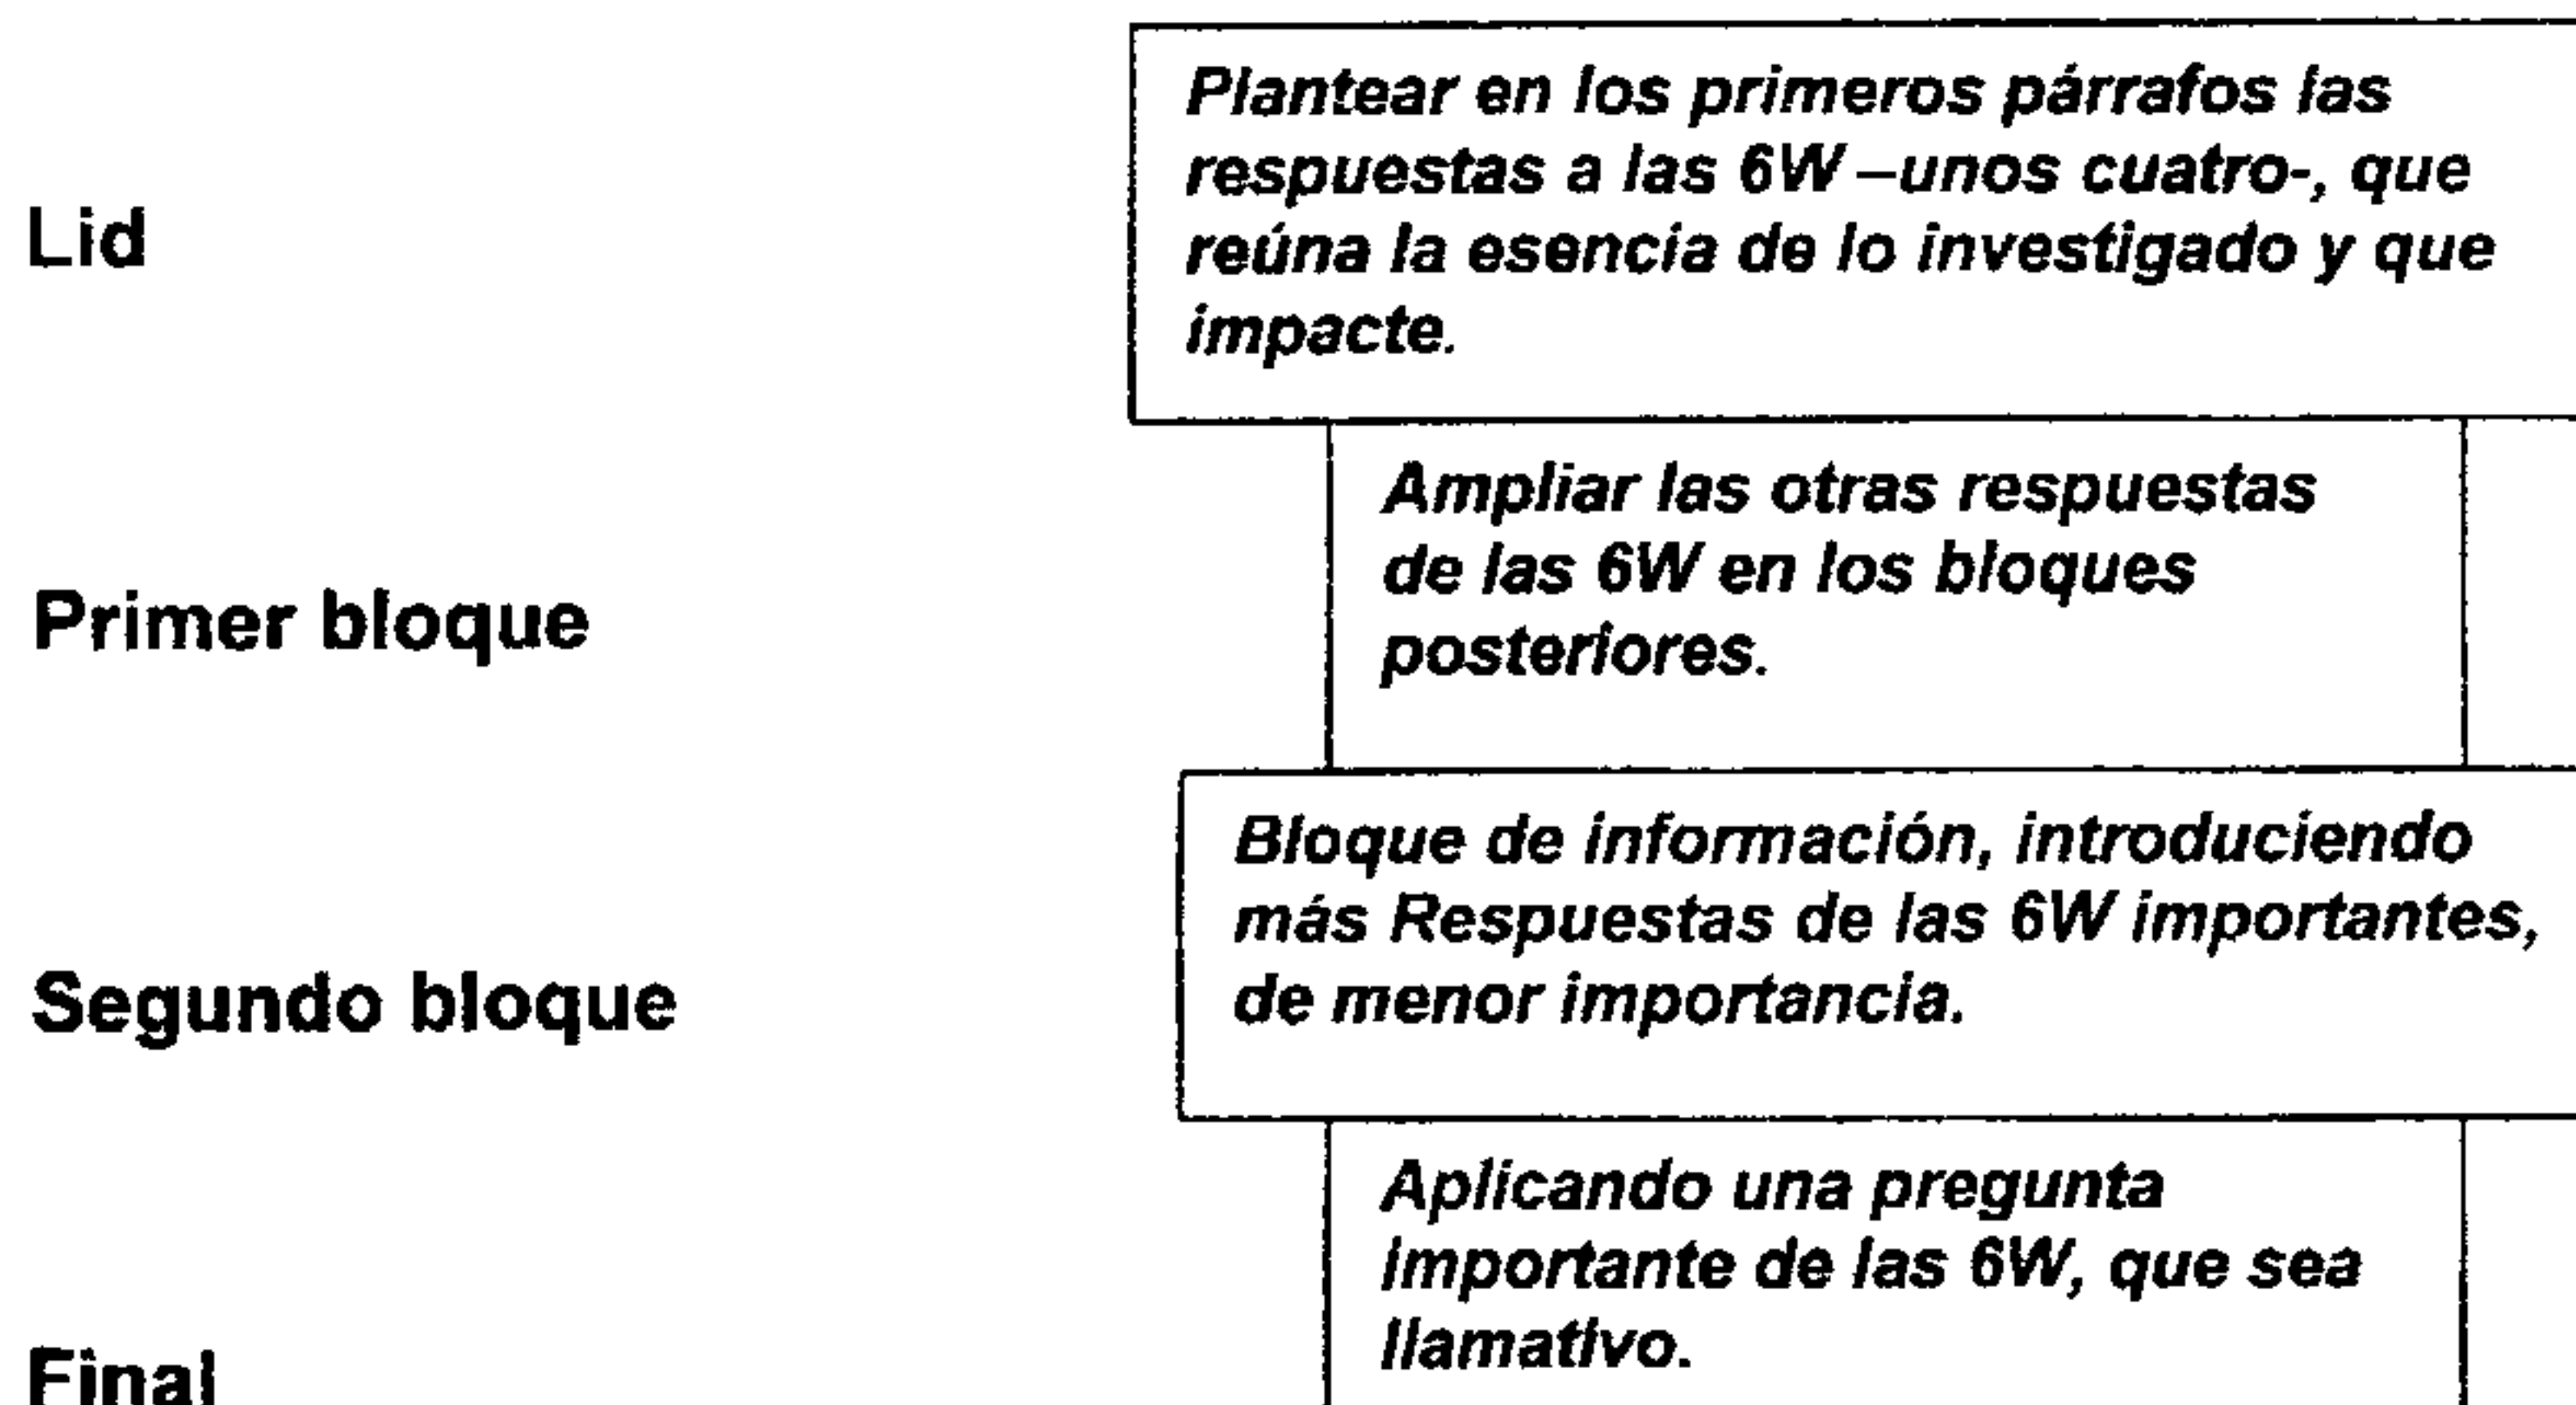 Lid
Plantear en los primeros párrafos las
respuestas a las 6W –unos cuatro-, que
reúna la esencia de lo investigado y que
impacte.
Primer bloque
Ampliar las otras respuestas
de las 6W en los bloques
posteriores.
Segundo bloque
Bloque de información, introduciendo
más Respuestas de las 6W importantes,
de menor importancia.
Final
Aplicando una pregunta
importante de las 6W, que sea
llamativo.